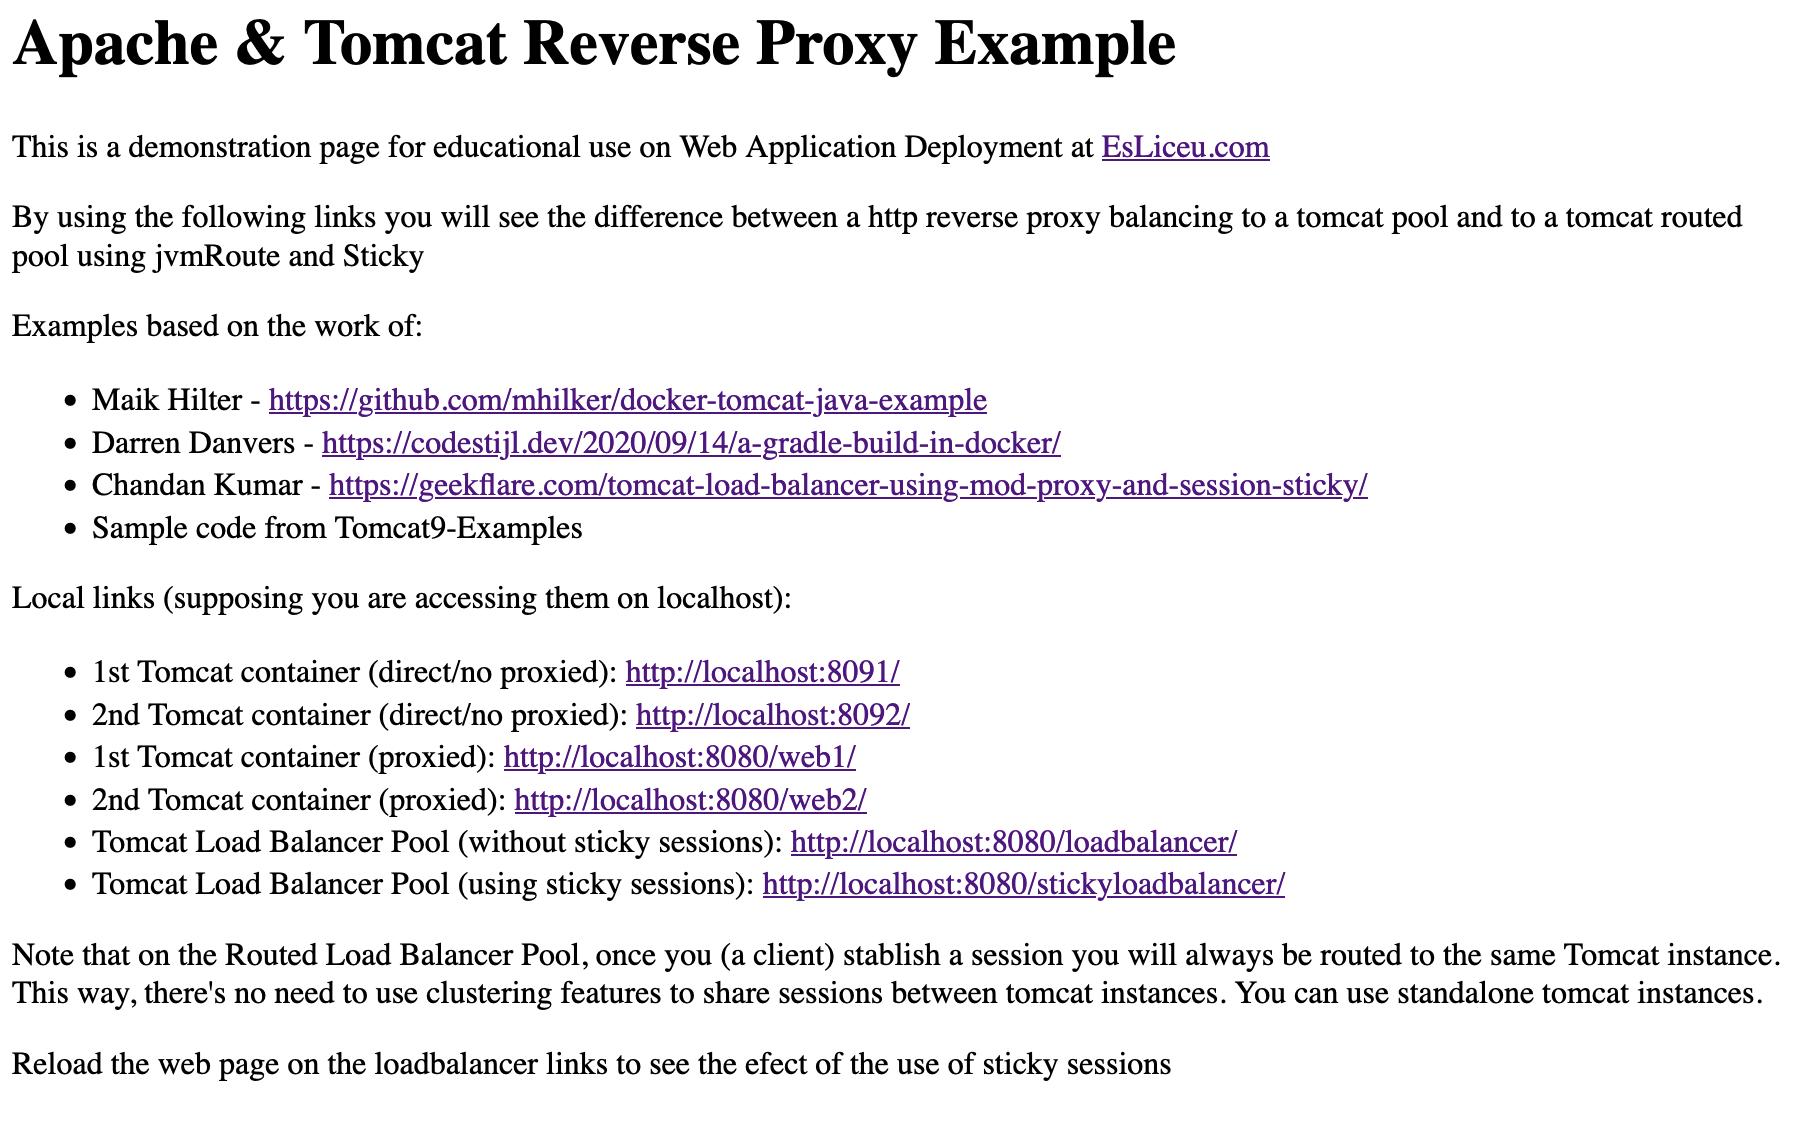 Apache & Tomcat Reverse Proxy Example
This is a demonstration page for educational use on Web Application Deployment at EsLiceu.com
By using the following links you will see the difference between a http reverse proxy balancing to a tomcat pool and to a tomcat routed
pool using jvmRoute and Sticky
Examples based on the work of:
• Maik Hilter - https://github.com/mhilker/docker-tomcat-java-example
• Darren Danvers - https://codestijl.dev/2020/09/14/a-gradle-build-in-docker/
• Chandan Kumar - https://geekflare.com/tomcat-load-balancer-using-mod-proxy-and-session-sticky/
• Sample code from Tomcat9-Examples
Local links (supposing you are accessing them on localhost):
• 1st Tomcat container (direct/no proxied): http://localhost:8091/
• 2nd Tomcat container (direct/no proxied): http://localhost:8092/
• 1st Tomcat container (proxied): http://localhost:8080/web1/
• 2nd Tomcat container (proxied): http://localhost:8080/web2/
• Tomcat Load Balancer Pool (without sticky sessions): http://localhost:8080/loadbalancer/
• Tomcat Load Balancer Pool (using sticky sessions): http://localhost:8080/stickyloadbalancer/
Note that on the Routed Load Balancer Pool, once you (a client) stablish a session you will always be routed to the same Tomcat instance.
This way, there's no need to use clustering features to share sessions between tomcat instances. You can use standalone tomcat instances.
Reload the web page on the loadbalancer links to see the efect of the use of sticky sessions